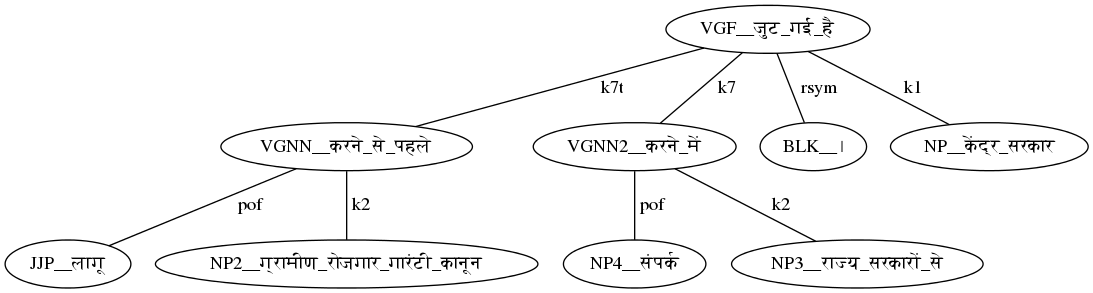 VGF__जुट_गई_है
k7t
k7
rsym
k1
VGNN__करने_से_पहले
VGNN2__करने_में
BLK__।
NP__केंद्र_सरकार
pof
k2
pof
k2
JJP__लागू
NP2__ग्रामीण_रोजगार_गारंटी_कानून
NP4__संपर्क
NP3__राज्य_सरकारों_से